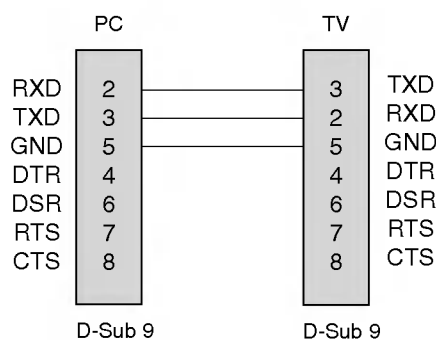 PC TV
RXD 2 3 TXD
TXD 3 2 RXD
GND 5 5 GND
DTR 4 4 DTR
DSR 6 6 DSR
RTS 7 7 RTS
CTS 8 8 CTS
D-Sub 9 D-Sub 9